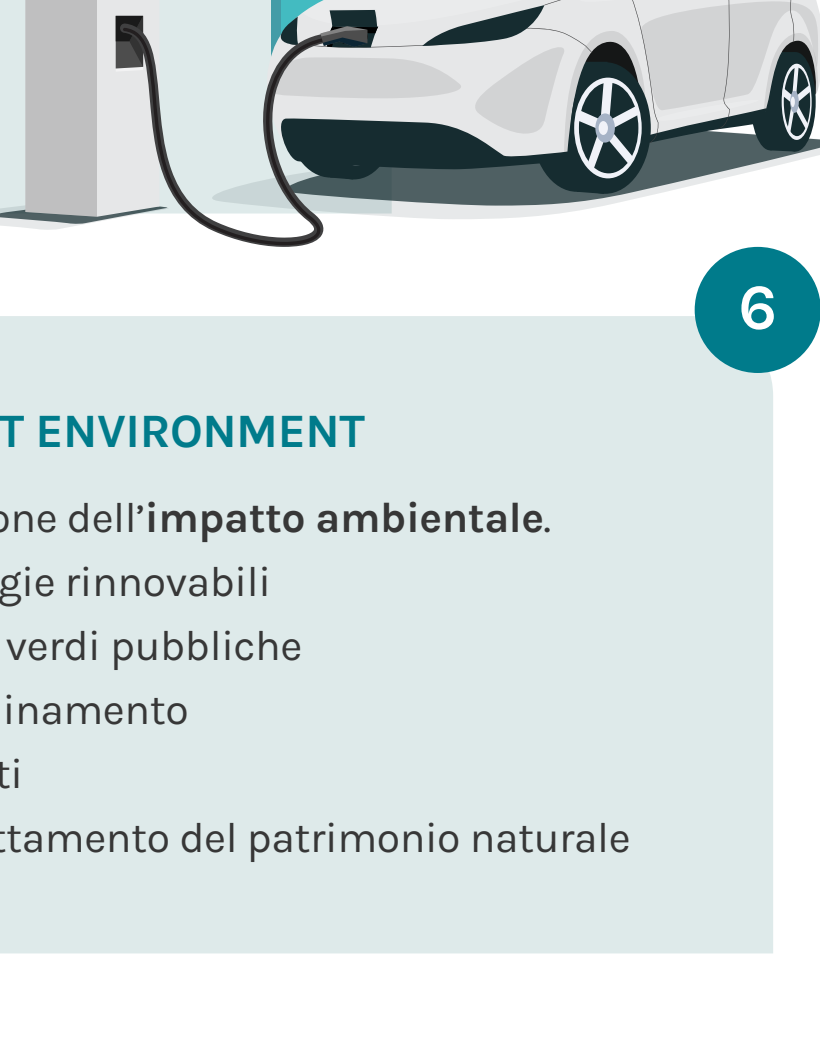 6
T ENVIRONMENT
one dell’impatto ambientale.
gie rinnovabili
verdi pubbliche
inamento
ti
ttamento del patrimonio naturale